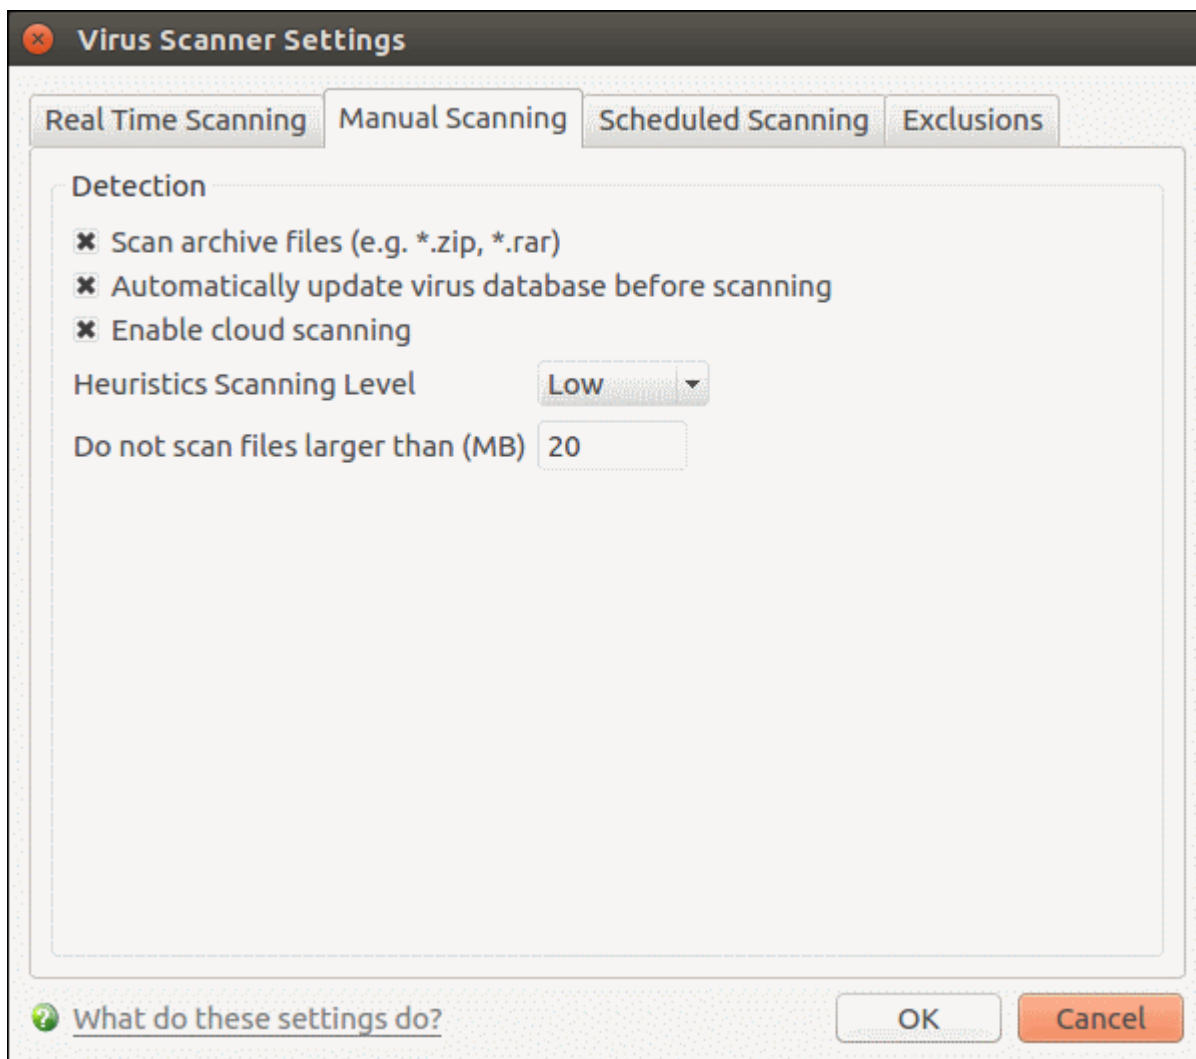 Virus Scanner Settings
Real Time Scanning Manual Scanning Scheduled Scanning Exclusions
Detection
Scan archive files (e.g. *.zip, *.rar)
Automatically update virus database before scanning
Enable cloud scanning
Heuristics Scanning Level Low
Do not scan files larger than (MB) 20
What do these settings do? OK Cancel